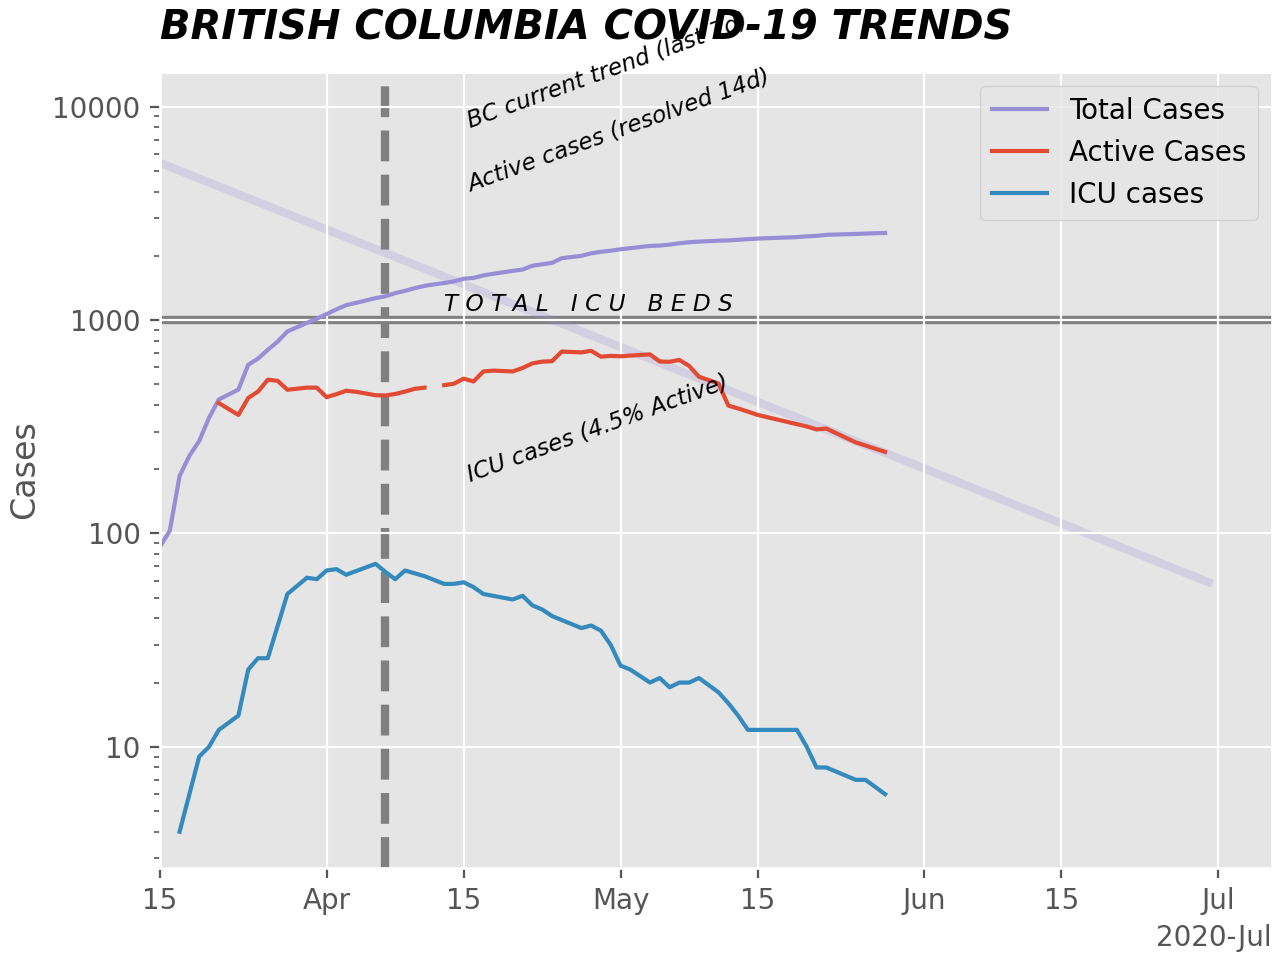 BRITISH COLUMBIA COVID-19 TRENDS
BC current trend (last 7d)
Active cases (resolved 14d)
Total Cases
Active Cases
ICU cases
TOTAL ICU BEDS
ICU cases (4.5% Active)
Cases
10000
1000
100
10
15
Apr
15
May
15
Jun
15
Jul
2020-Jul